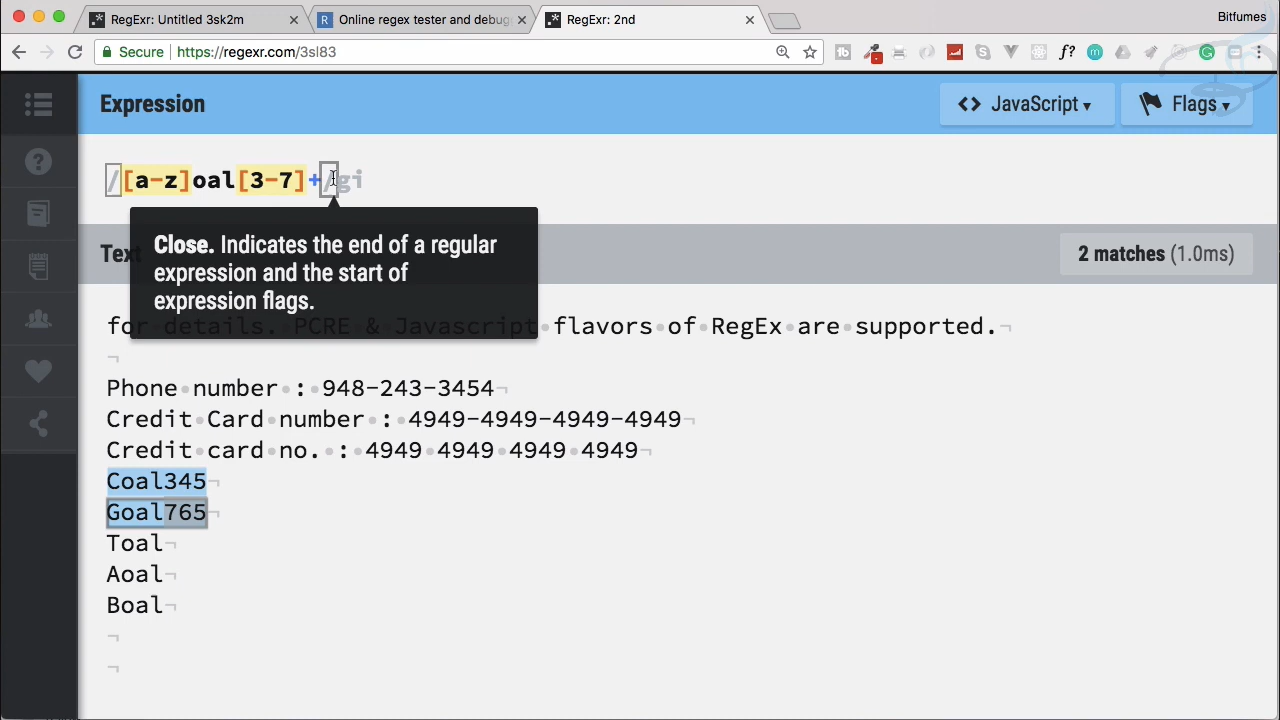 RegExr: Untitled 3sk2m
Online regex tester and debug
RegExr: 2nd
Bitfumes
Secure
https://regexr.com/3sl83
Expression
<> JavaScript
Flags
/[a-z]oal[3-7]+/gi
Close. Indicates the end of a regular
expression and the start of
expression flags.
Text
2 matches (1.0ms)
for details. PCRE & Javascript flavors of RegEx are supported.
Phone number : 948-243-3454
Credit Card number : 4949-4949-4949-4949
Credit card no. : 4949 4949 4949 4949
Coal345
Goal765
Toal
Aoal
Boal